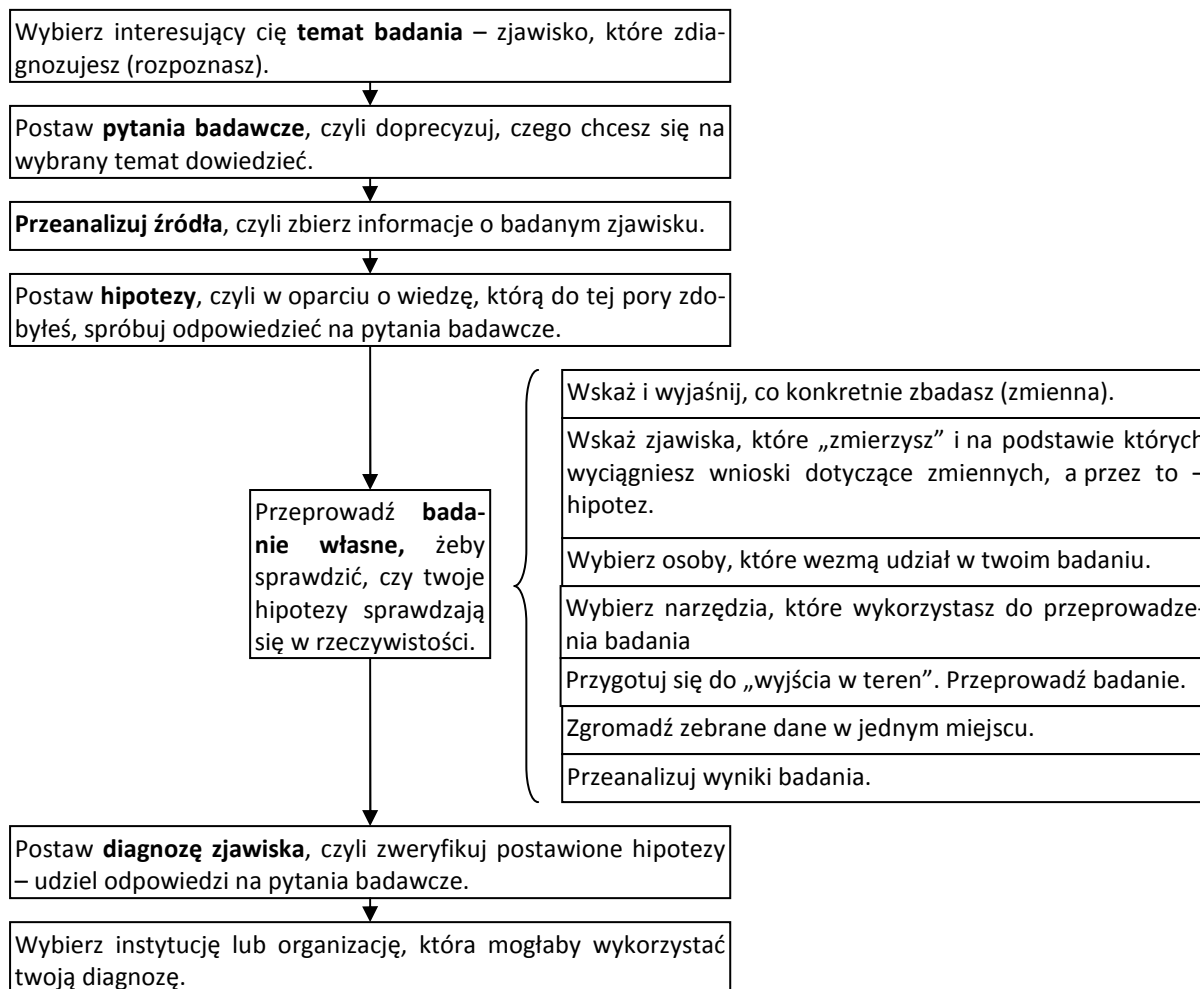 Wybierz interesujący cię temat badania – zjawisko, które zdia-
gnozujesz (rozpoznasz).
Postaw pytania badawcze, czyli doprecyzuj, czego chcesz się na
wybrany temat dowiedzieć.
Przeanalizuj źródła, czyli zbierz informacje o badanym zjawisku.
Postaw hipotezy, czyli w oparciu o wiedzę, którą do tej pory zdo-
byłeś, spróbuj odpowiedzieć na pytania badawcze.
Przeprowadź bada-
nie własne, żeby
sprawdzić, czy twoje
hipotezy sprawdzają
się w rzeczywistości.
Wskaż i wyjaśnij, co konkretnie zbadasz (zmienna).
Wskaż zjawiska, które „zmierzysz” i na podstawie których
wyciągniesz wnioski dotyczące zmiennych, a przez to –
hipotez.
Wybierz osoby, które wezmą udział w twoim badaniu.
Wybierz narzędzia, które wykorzystasz do przeprowadze-
nia badania
Przygotuj się do „wyjścia w teren”. Przeprowadź badanie.
Zgromadź zebrane dane w jednym miejscu.
Przeanalizuj wyniki badania.
Postaw diagnozę zjawiska, czyli zweryfikuj postawione hipotezy
– udziel odpowiedzi na pytania badawcze.
Wybierz instytucję lub organizację, która mogłaby wykorzystać
twoją diagnozę.